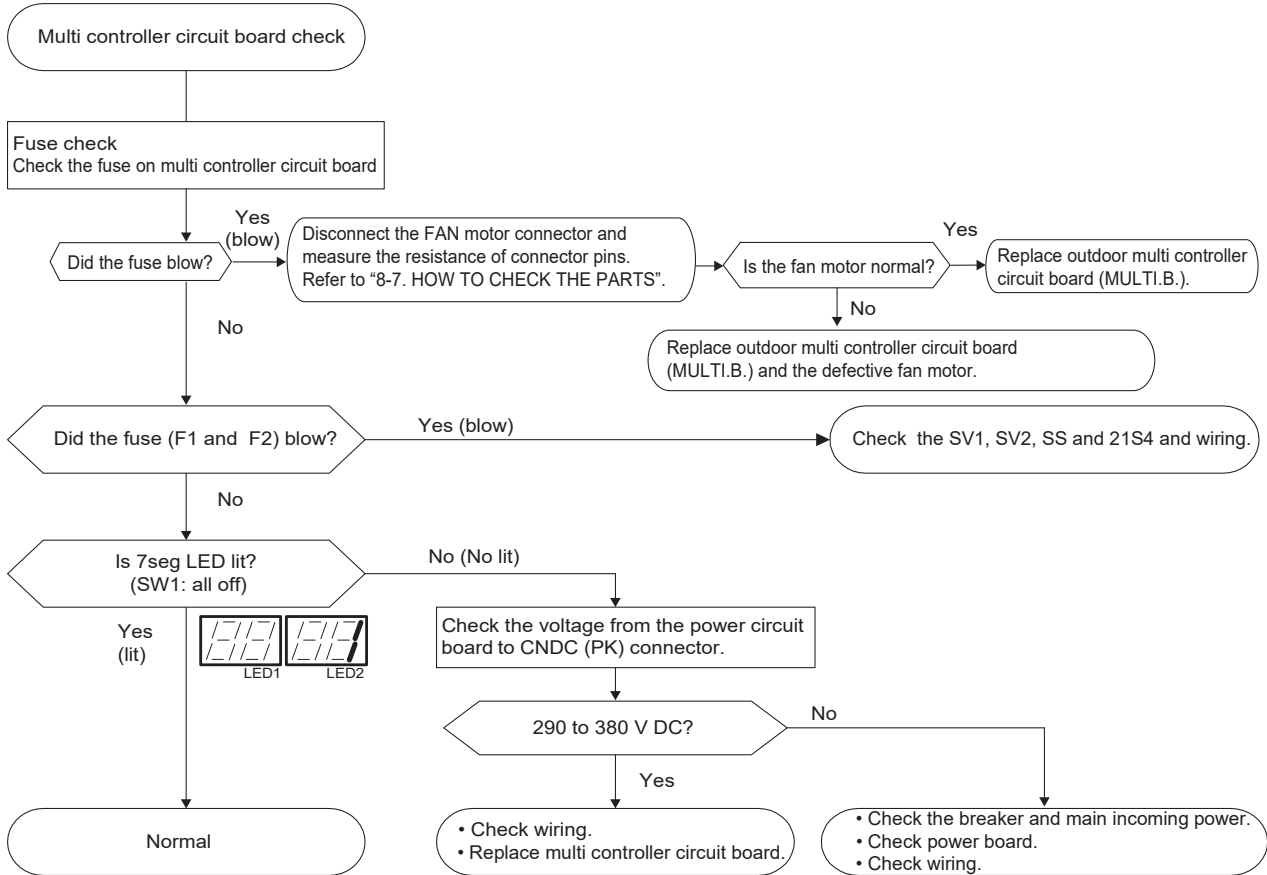 Multi controller circuit board check
Fuse check
Check the fuse on multi controller circuit board
Did the fuse blow?
Yes
(blow)
Disconnect the FAN motor connector and
measure the resistance of connector pins.
Refer to “8-7. HOW TO CHECK THE PARTS”.
Is the fan motor normal?
Yes
Replace outdoor multi controller
circuit board (MULTI.B.).
No
Replace outdoor multi controller circuit board
(MULTI.B.) and the defective fan motor.
No
Did the fuse (F1 and F2) blow?
Yes (blow)
Check the SV1, SV2, SS and 21S4 and wiring.
No
Is 7seg LED lit?
(SW1: all off)
No (No lit)
Yes
(lit)
LED1
LED2
Check the voltage from the power circuit
board to CNDC (PK) connector.
290 to 380 V DC?
No
Yes
Normal
• Check wiring.
• Replace multi controller circuit board.
• Check the breaker and main incoming power.
• Check power board.
• Check wiring.